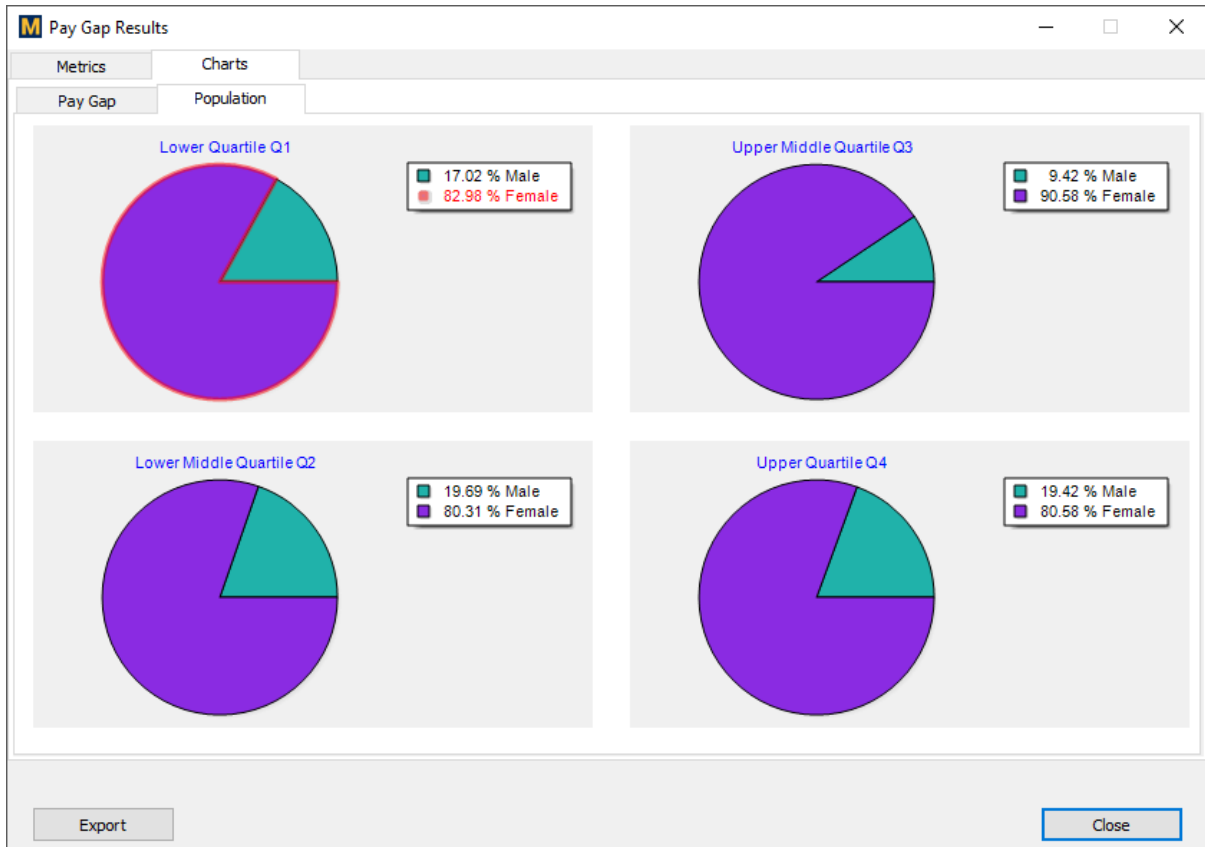 M Pay Gap Results
Metrics
Charts
Pay Gap
Population
Lower Quartile Q1
17.02 % Male
82.98 % Female
Upper Middle Quartile Q3
9.42 % Male
90.58 % Female
Lower Middle Quartile Q2
19.69 % Male
80.31 % Female
Upper Quartile Q4
19.42 % Male
80.58 % Female
Export
Close